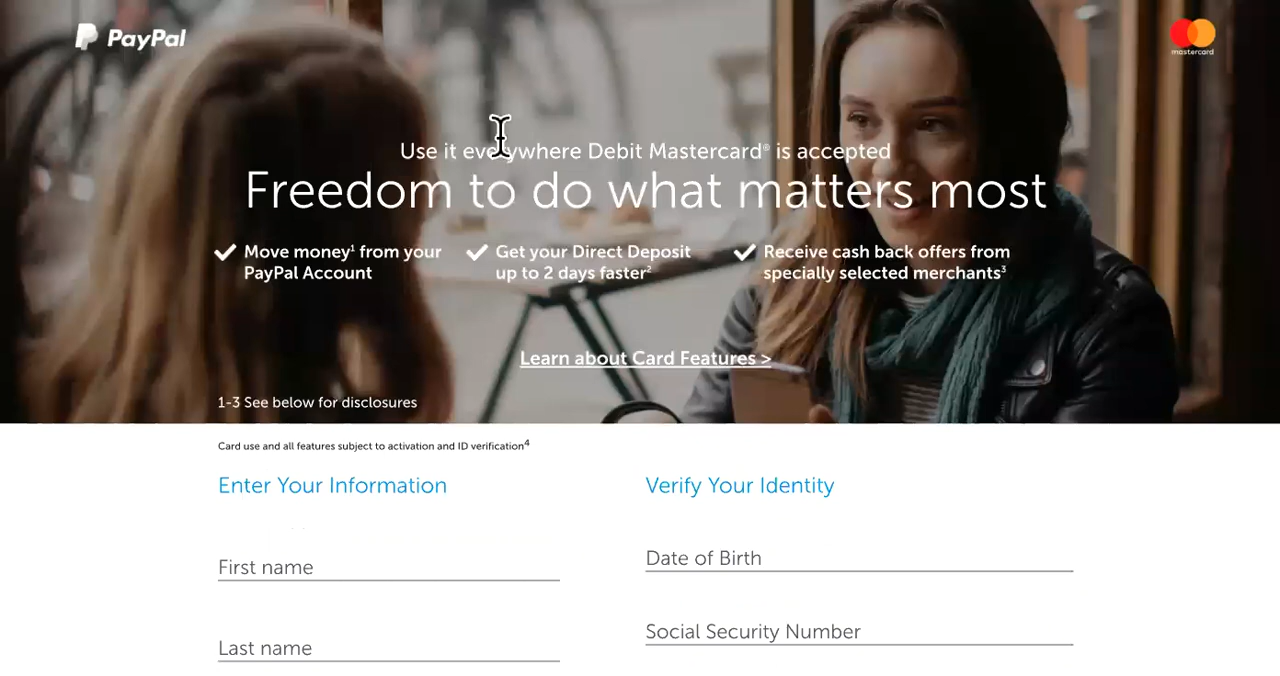 PayPal
mastercard
Use it everywhere Debit Mastercard® is accepted
Freedom to do what matters most
Move money¹ from your
PayPal Account
Get your Direct Deposit
up to 2 days faster²
Receive cash back offers from
specially selected merchants³
Learn about Card Features >
1-3 See below for disclosures
Card use and all features subject to activation and ID verification⁴
Enter Your Information
First name
Last name
Verify Your Identity
Date of Birth
Social Security Number